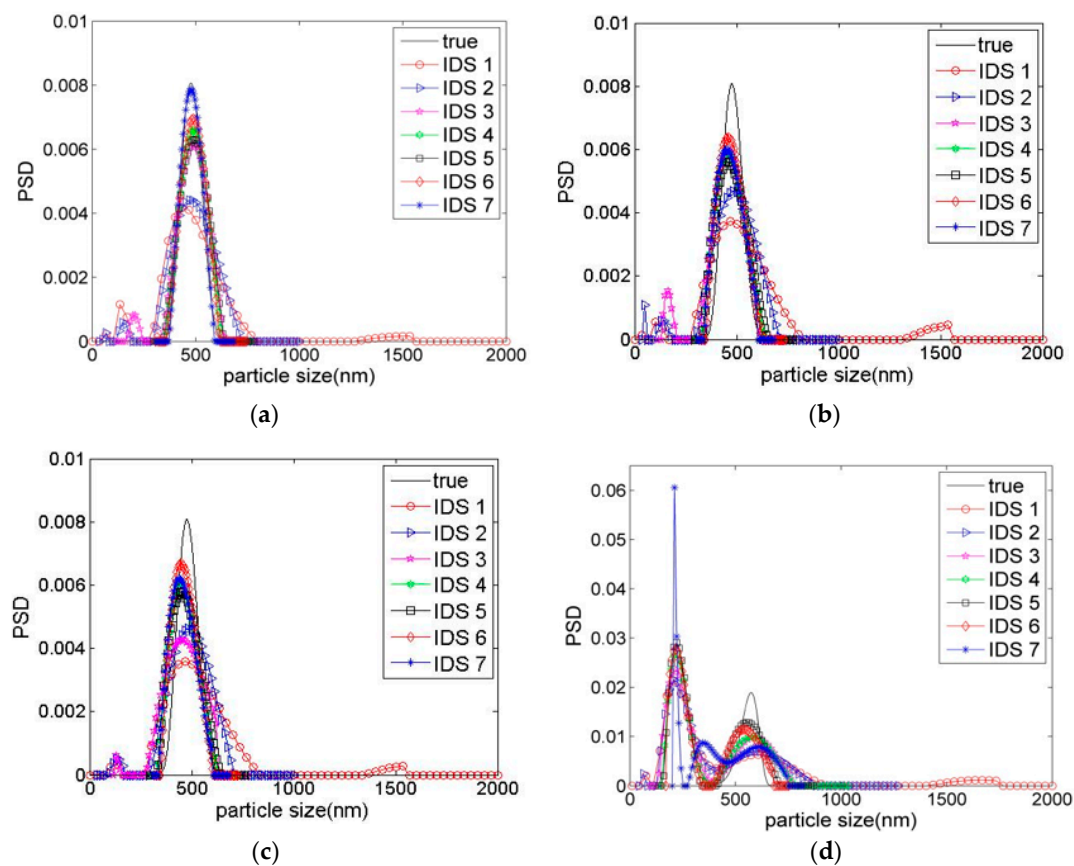 0.01
0.008
0.006
0.004
0.002
0
PSD
0 500 1000 1500 2000
particle size(nm)
true
IDS 1
IDS 2
IDS 3
IDS 4
IDS 5
IDS 6
IDS 7
(a)
0.01
0.008
0.006
0.004
0.002
0
PSD
0 500 1000 1500 2000
particle size(nm)
true
IDS 1
IDS 2
IDS 3
IDS 4
IDS 5
IDS 6
IDS 7
(b)
0.01
0.008
0.006
0.004
0.002
0
PSD
0 500 1000 1500 2000
particle size(nm)
true
IDS 1
IDS 2
IDS 3
IDS 4
IDS 5
IDS 6
IDS 7
(c)
0.06
0.05
0.04
0.03
0.02
0.01
0
PSD
0 500 1000 1500 2000
particle size(nm)
true
IDS 1
IDS 2
IDS 3
IDS 4
IDS 5
IDS 6
IDS 7
(d)